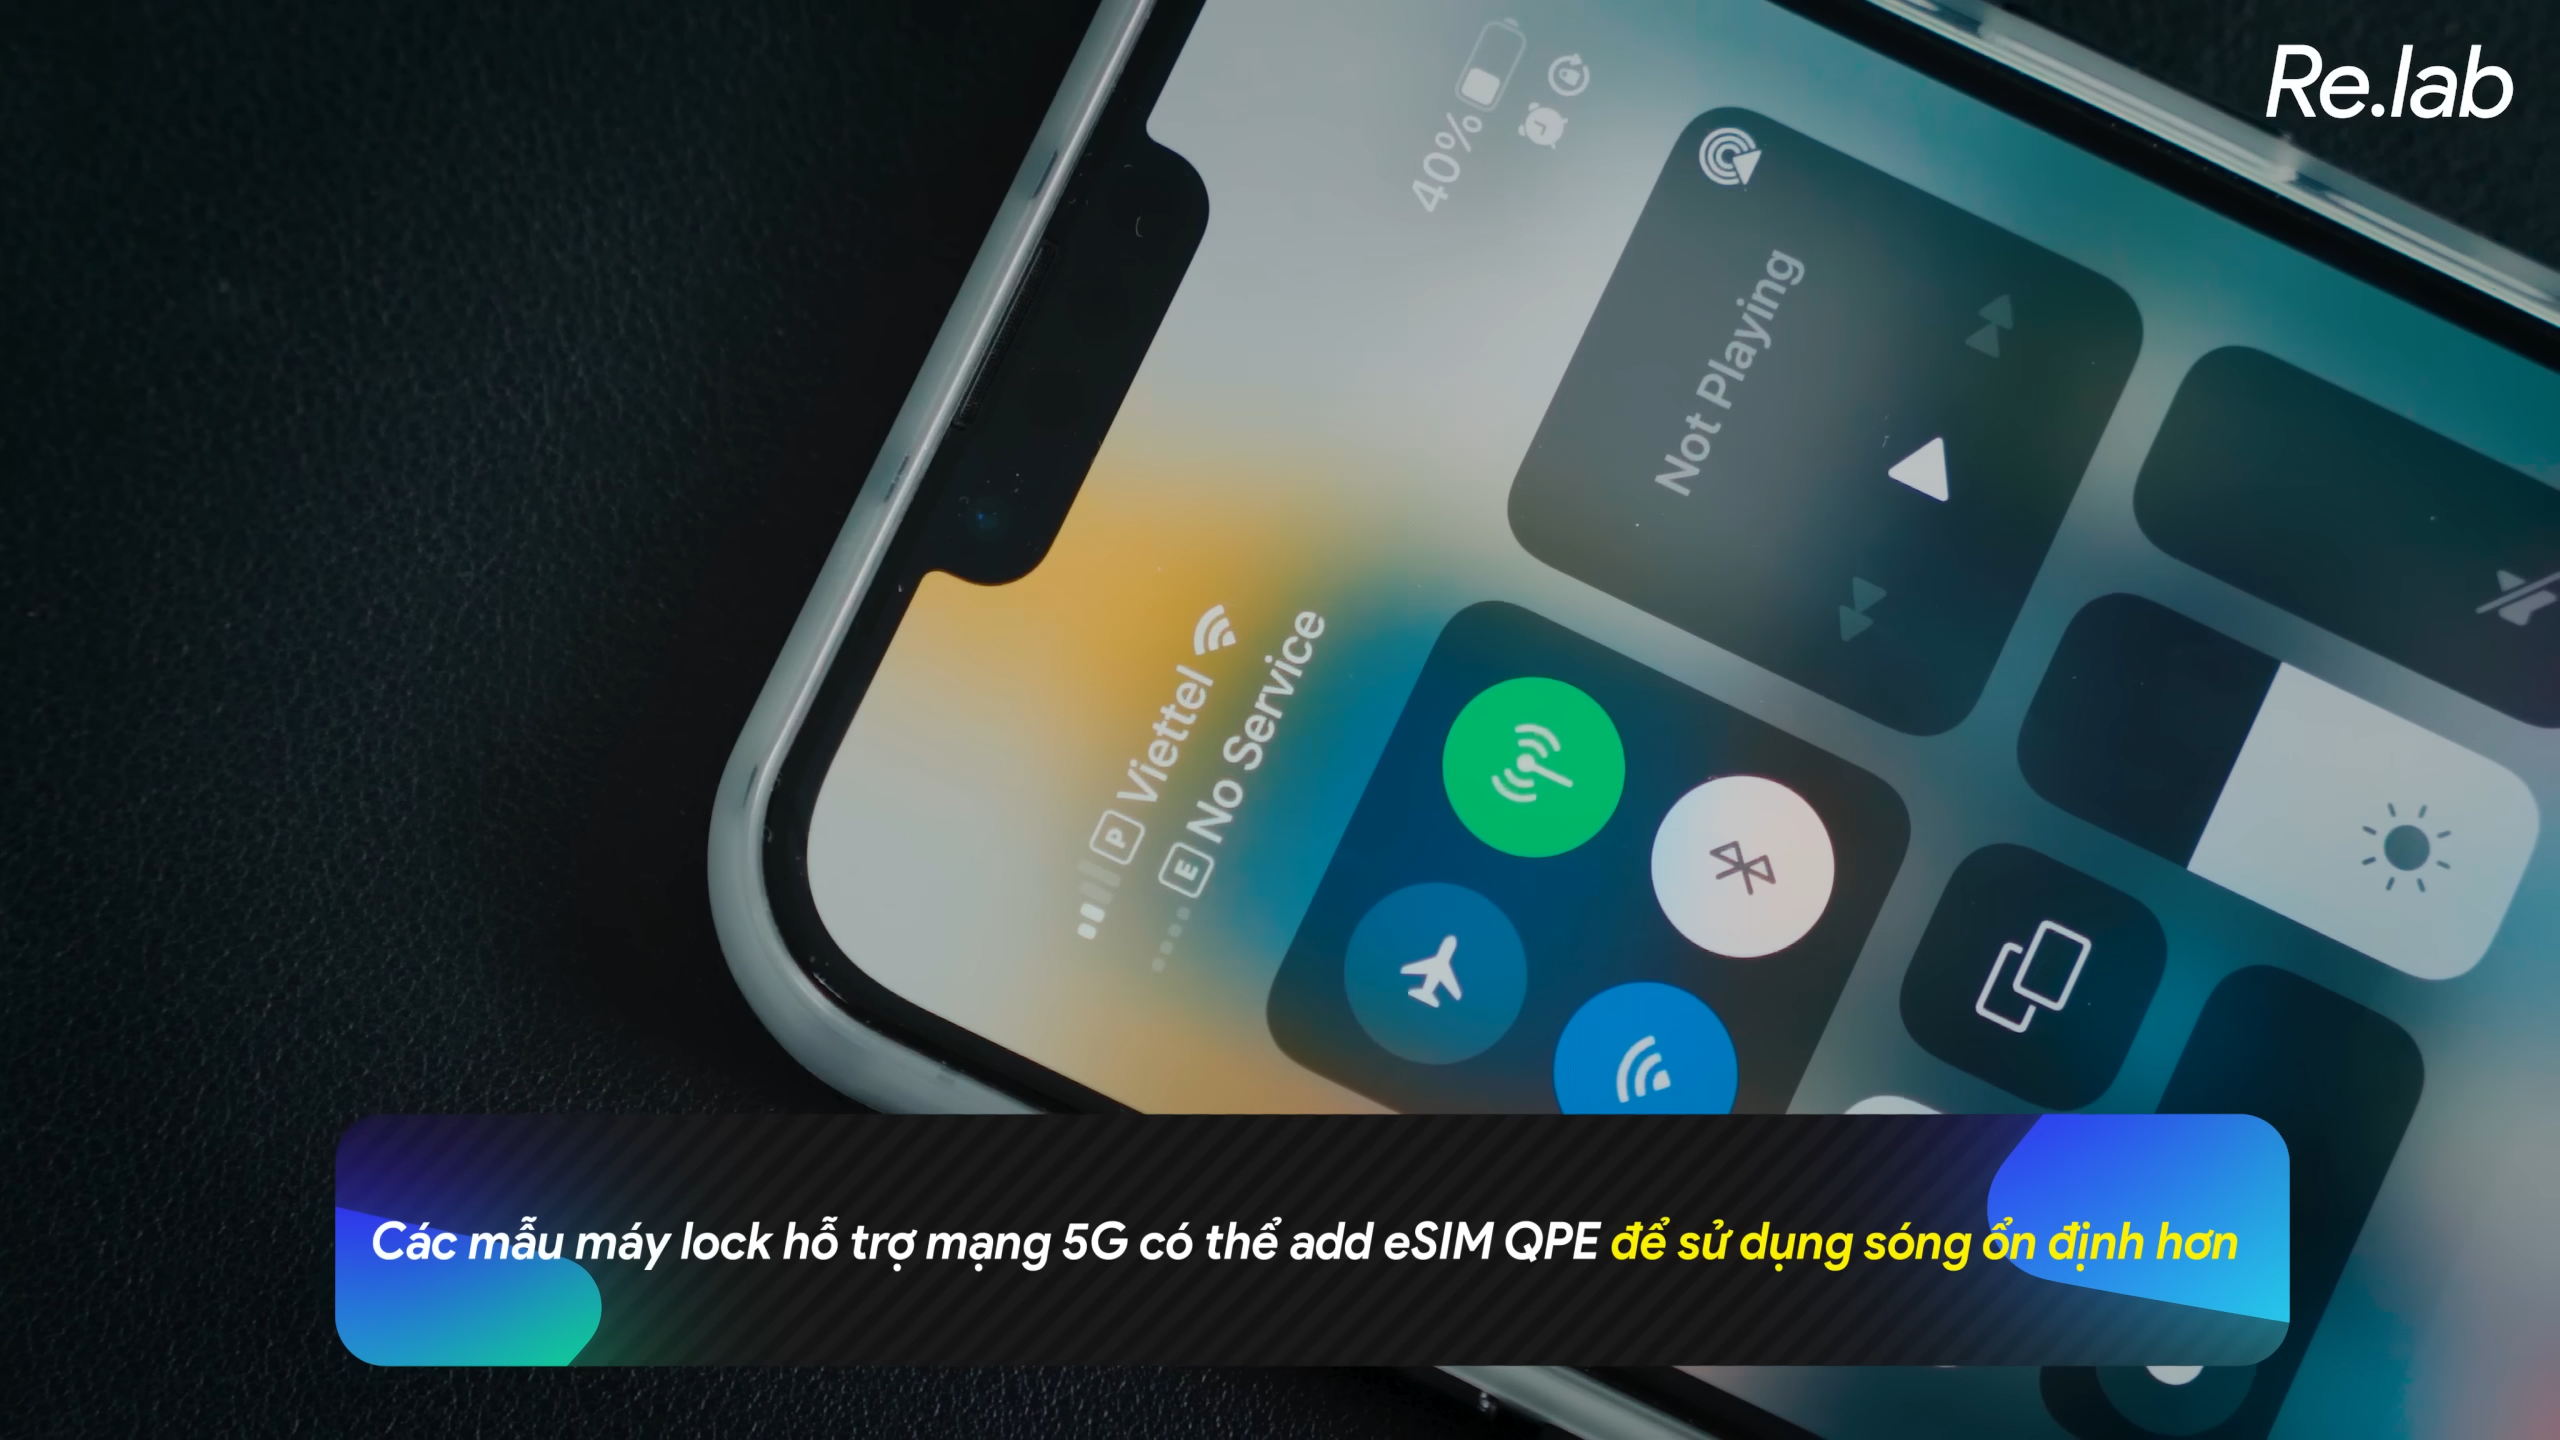 Re.lab
40%
Not Playing
P Viettel
E No Service
Các mẫu máy lock hỗ trợ mạng 5G có thể add eSIM QPE để sử dụng sóng ổn định hơn